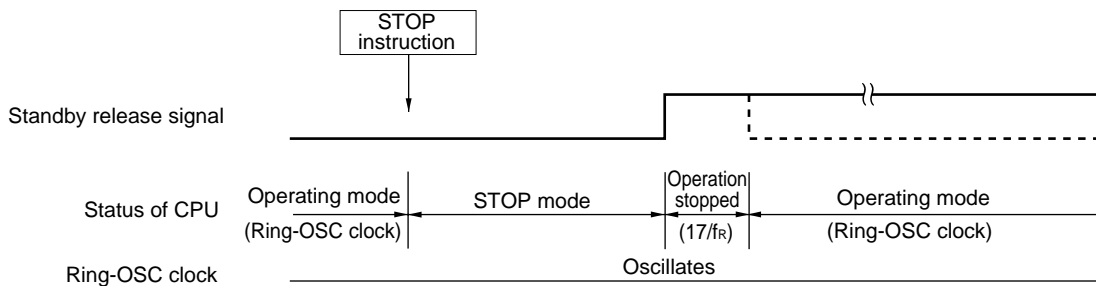 STOP
instruction
Standby release signal
Operation
Operating mode
STOP mode
stopped
Operating mode
Status of CPU
(Ring-OSC clock)
(17/fR)
(Ring-OSC clock)
Oscillates
Ring-OSC clock